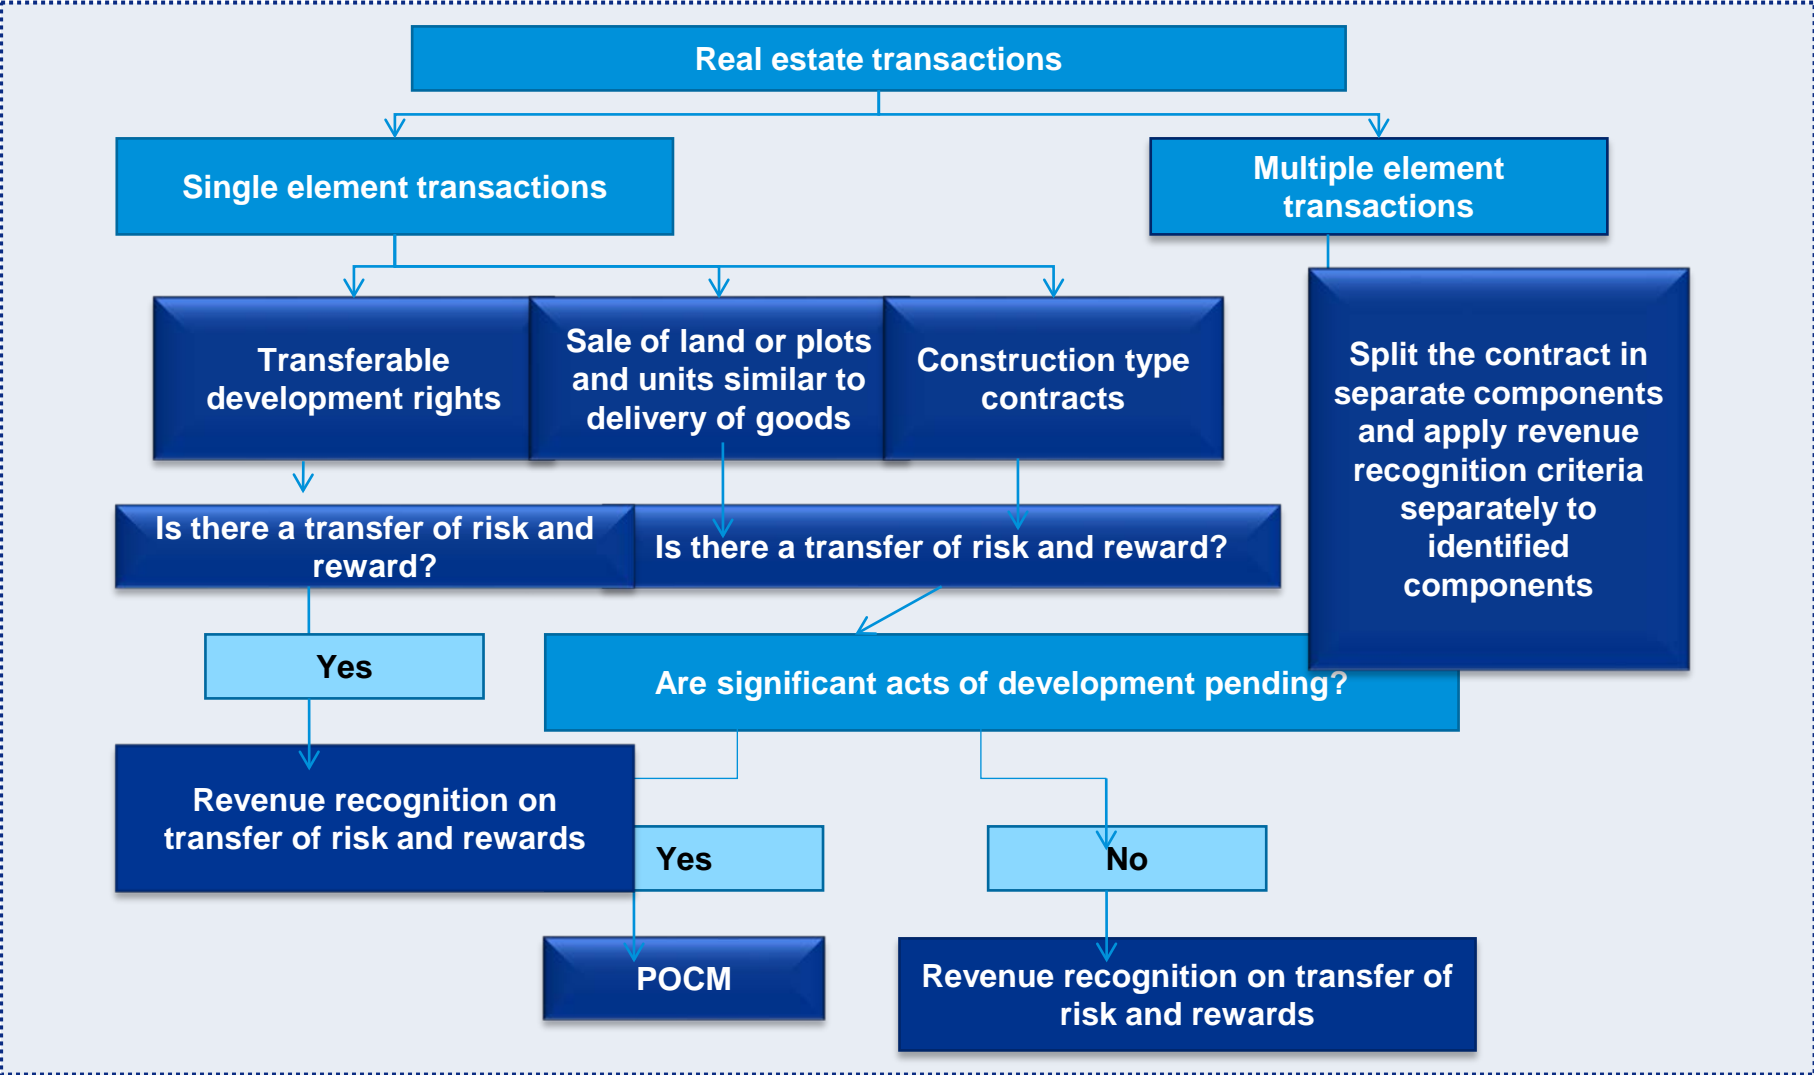 Real estate transactions
Single element transactions
Multiple element
transactions
Transferable
development rights
Sale of land or plots
and units similar to
delivery of goods
Construction type
contracts
Split the contract in
separate components
and apply revenue
recognition criteria
separately to
identified
components
Is there a transfer of risk and
reward?
Is there a transfer of risk and reward?
Yes
Are significant acts of development pending?
Revenue recognition on
transfer of risk and rewards
Yes
No
POCM
Revenue recognition on transfer of
risk and rewards